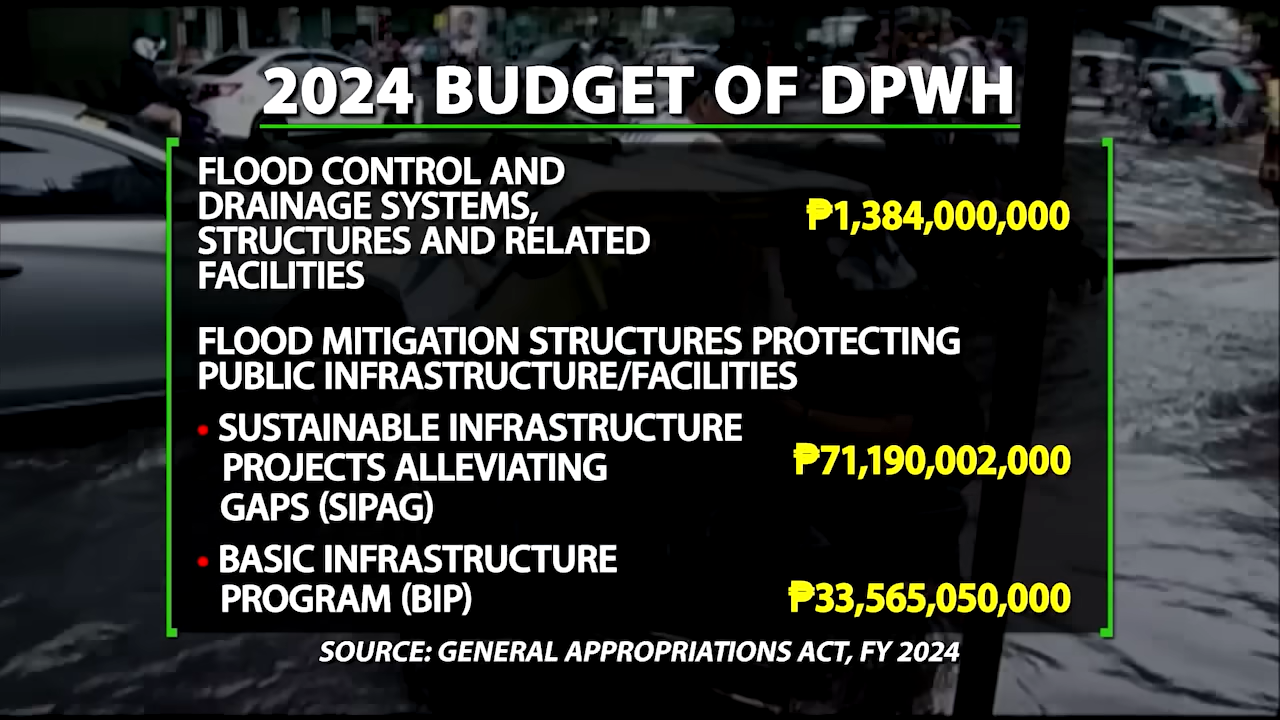 2024 BUDGET OF DPWH
FLOOD CONTROL AND
DRAINAGE SYSTEMS,
STRUCTURES AND RELATED
FACILITIES
₱1,384,000,000
FLOOD MITIGATION STRUCTURES PROTECTING
PUBLIC INFRASTRUCTURE/FACILITIES
• SUSTAINABLE INFRASTRUCTURE
PROJECTS ALLEVIATING
GAPS (SIPAG)
₱71,190,002,000
• BASIC INFRASTRUCTURE
PROGRAM (BIP)
₱33,565,050,000
SOURCE: GENERAL APPROPRIATIONS ACT, FY 2024